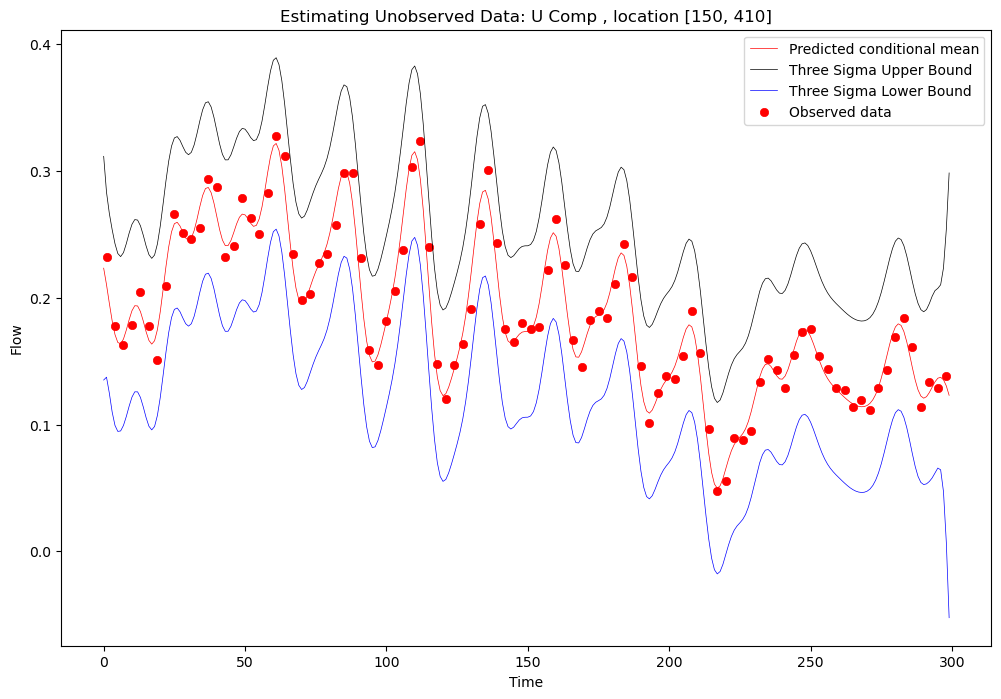 Estimating Unobserved Data: U Comp , location [150, 410]
Predicted conditional mean
Three Sigma Upper Bound
Three Sigma Lower Bound
Observed data
Flow
0.4
0.3
0.2
0.1
0.0
0 50 100 150 200 250 300
Time